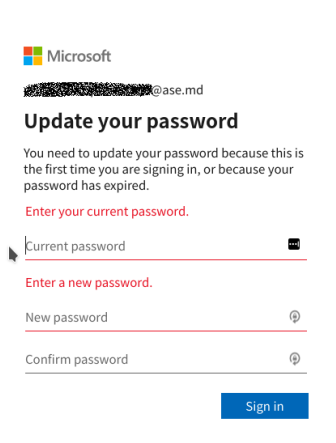 Microsoft
@ase.md
Update your password
You need to update your password because this is
the first time you are signing in, or because your
password has expired.
Enter your current password.
Current password
Enter a new password.
New password
Confirm password
Sign in